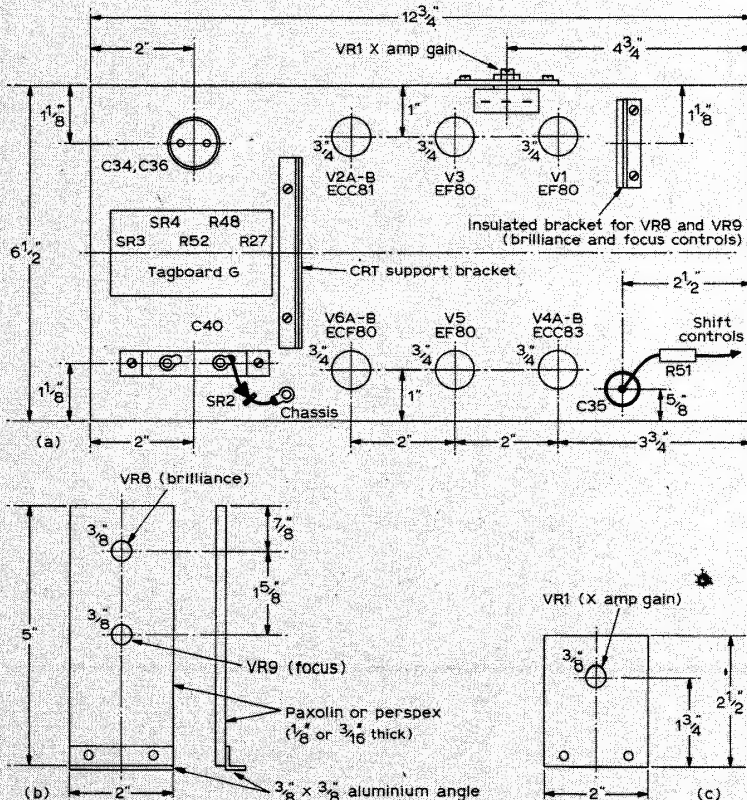 12¾"
2"
VR1 X amp gain
4¾"
1⅛"
1"
1⅛"
C34,C36
¾"
¾"
¾"
V2A-B
ECC81
V3
EF80
V1
EF80
SR4 R48
SR3 R52 R27
Tagboard G
Insulated bracket for VR8 and VR9
(brilliance and focus controls)
6½"
CRT support bracket
2½"
C40
V6A-B
ECF80
V5
EF80
V4A-B
ECC83
Shift
controls
¾"
¾"
¾"
R51
1⅛"
SR2
Chassis
1"
C35
⅝"
(a)
2"
2"
2"
3¾"
VR8 (brilliance)
⅜"
⅞"
1⅝"
5"
⅜"
VR9 (focus)
VR1 (X amp gain)
⅜"
2½"
1¾"
Paxolin or perspex
(⅛" or 3/16" thick)
(b)
2"
⅜" x ⅜" aluminium angle
2"
(c)